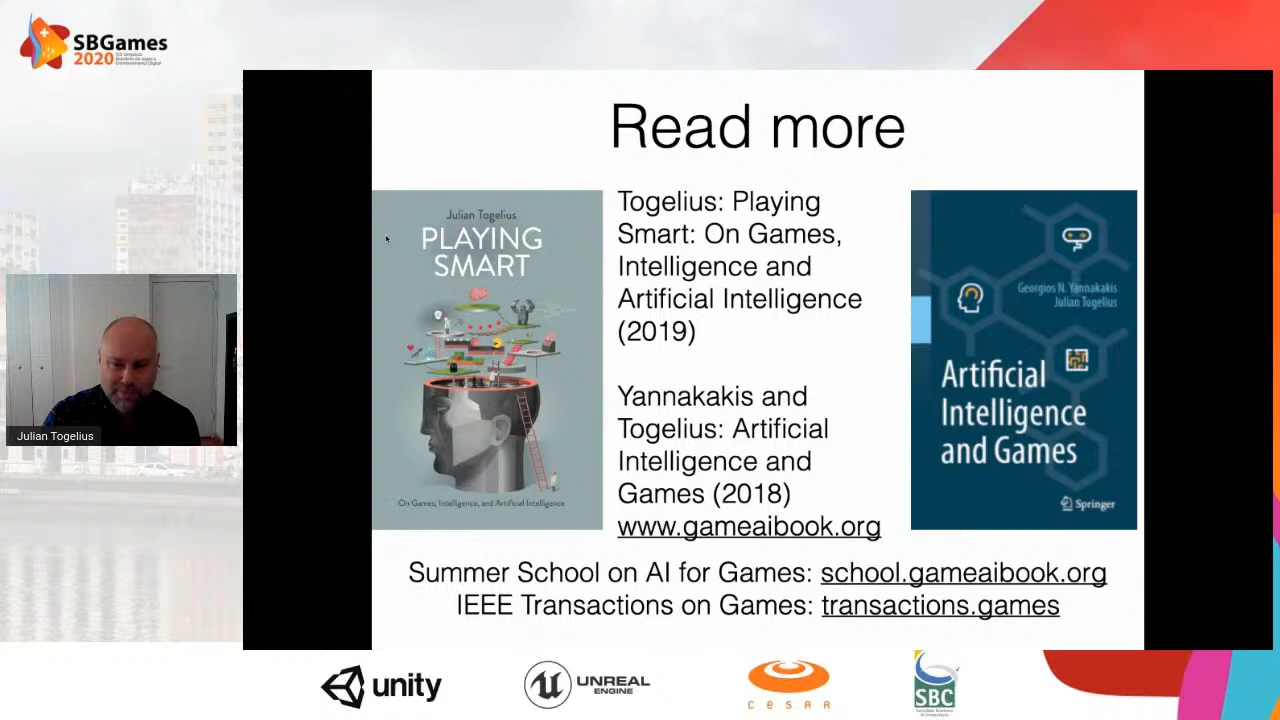 SBGames
2020
Read more
Julian Togelius
PLAYING
SMART
On Games, Intelligence, and Artificial Intelligence
Togelius: Playing
Smart: On Games,
Intelligence and
Artificial Intelligence
(2019)
Yannakakis and
Togelius: Artificial
Intelligence and
Games (2018)
www.gameaibook.org
Georgios N. Yannakakis
Julian Togelius
Artificial
Intelligence
and Games
Springer
Summer School on AI for Games: school.gameaibook.org
IEEE Transactions on Games: transactions.games
Julian Togelius
unity
UNREAL
ENGINE
CESAR
SBC